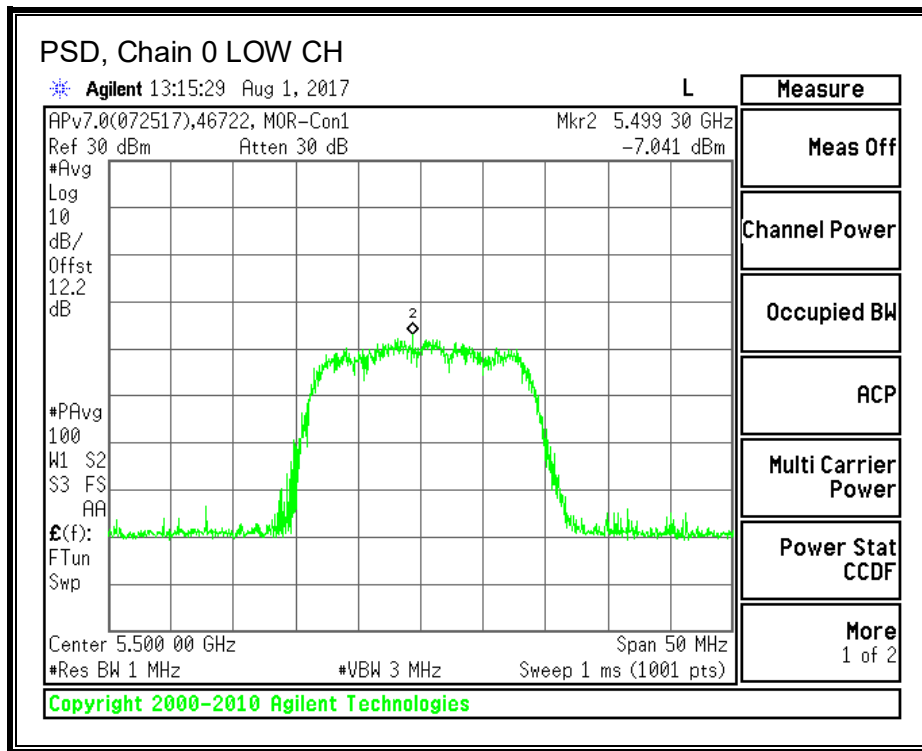 PSD, Chain 0 LOW CH
Agilent 13:15:29 Aug 1, 2017 L
APv7.0(072517),46722, MOR-Con1 Mkr2 5.499 30 GHz
Ref 30 dBm Atten 30 dB -7.041 dBm
#Avg
Log
10
dB/
Offst
12.2
dB
2
#PAvg
100
W1 S2
S3 FS
AA
£(f):
FTun
Swp
Center 5.500 00 GHz Span 50 MHz
#Res BW 1 MHz #VBW 3 MHz Sweep 1 ms (1001 pts)
Copyright 2000-2010 Agilent Technologies
Measure
Meas Off
Channel Power
Occupied BW
ACP
Multi Carrier
Power
Power Stat
CCDF
More
1 of 2